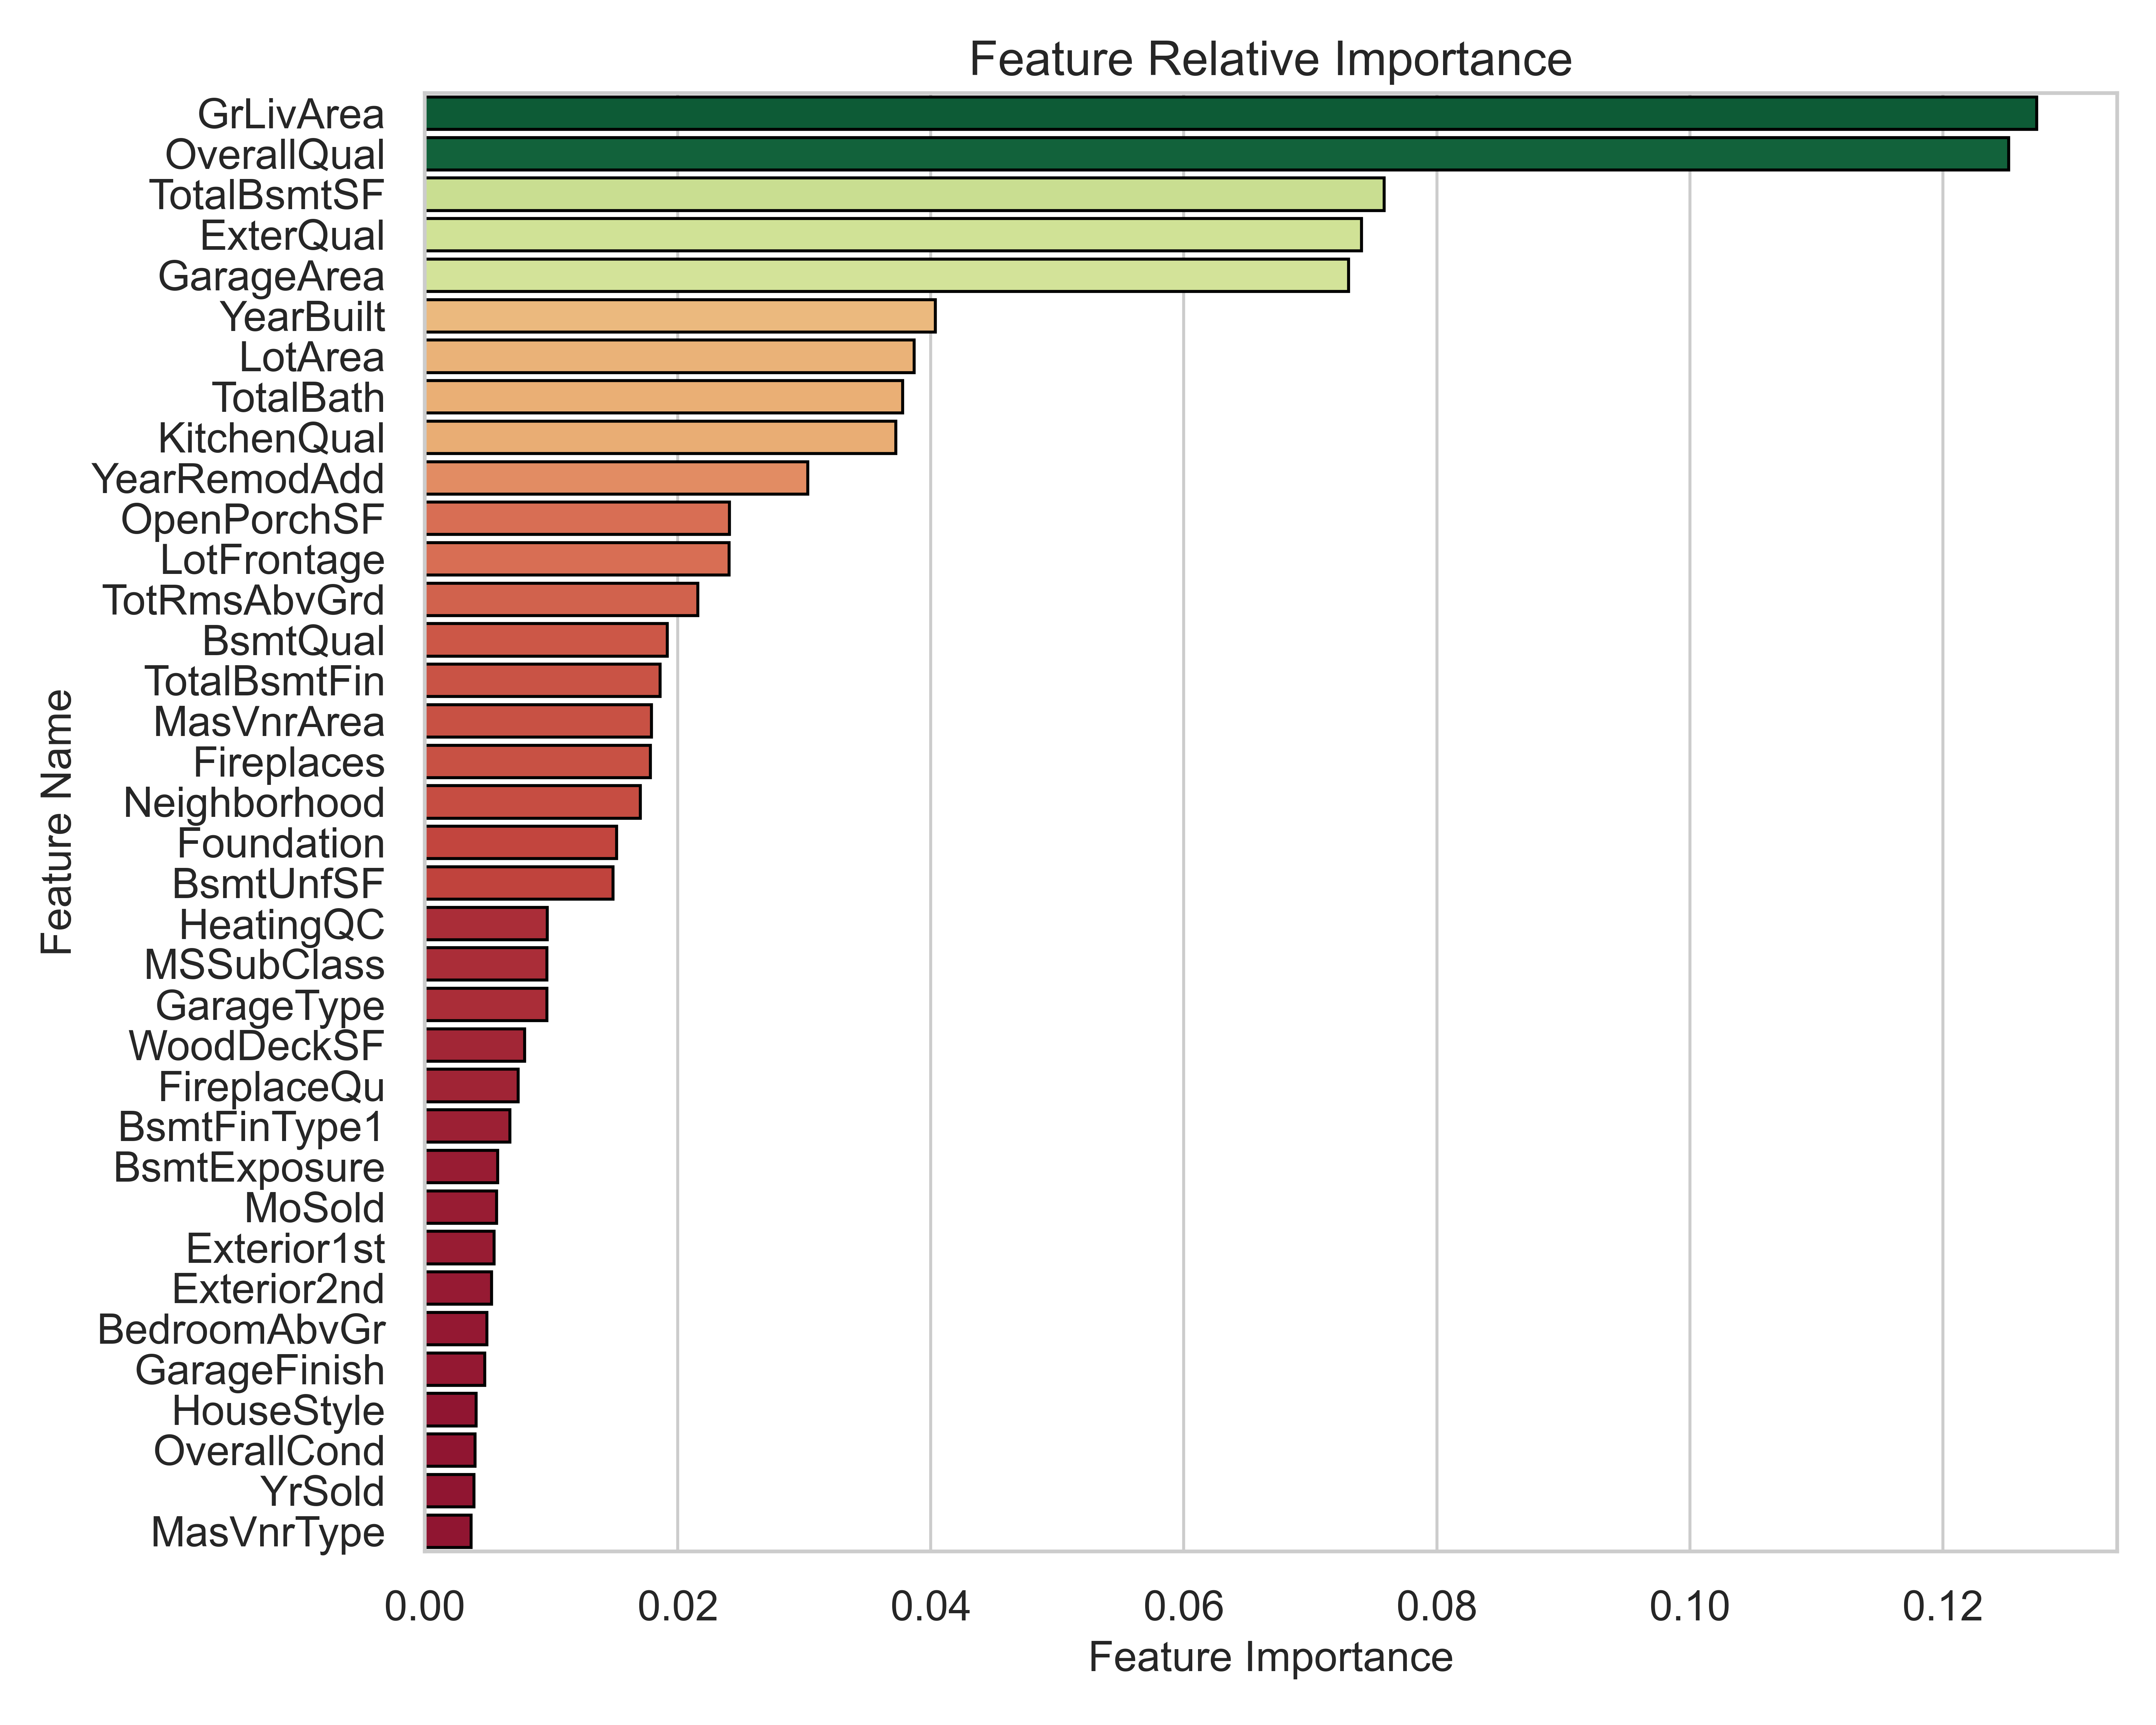 Feature Relative Importance
GrLivArea
OverallQual
TotalBsmtSF
ExterQual
GarageArea
YearBuilt
LotArea
TotalBath
KitchenQual
YearRemodAdd
OpenPorchSF
LotFrontage
TotRmsAbvGrd
BsmtQual
TotalBsmtFin
MasVnrArea
Fireplaces
Neighborhood
Foundation
BsmtUnfSF
HeatingQC
MSSubClass
GarageType
WoodDeckSF
FireplaceQu
BsmtFinType1
BsmtExposure
MoSold
Exterior1st
Exterior2nd
BedroomAbvGr
GarageFinish
HouseStyle
OverallCond
YrSold
MasVnrType
Feature Name
0.00 0.02 0.04 0.06 0.08 0.10 0.12
Feature Importance